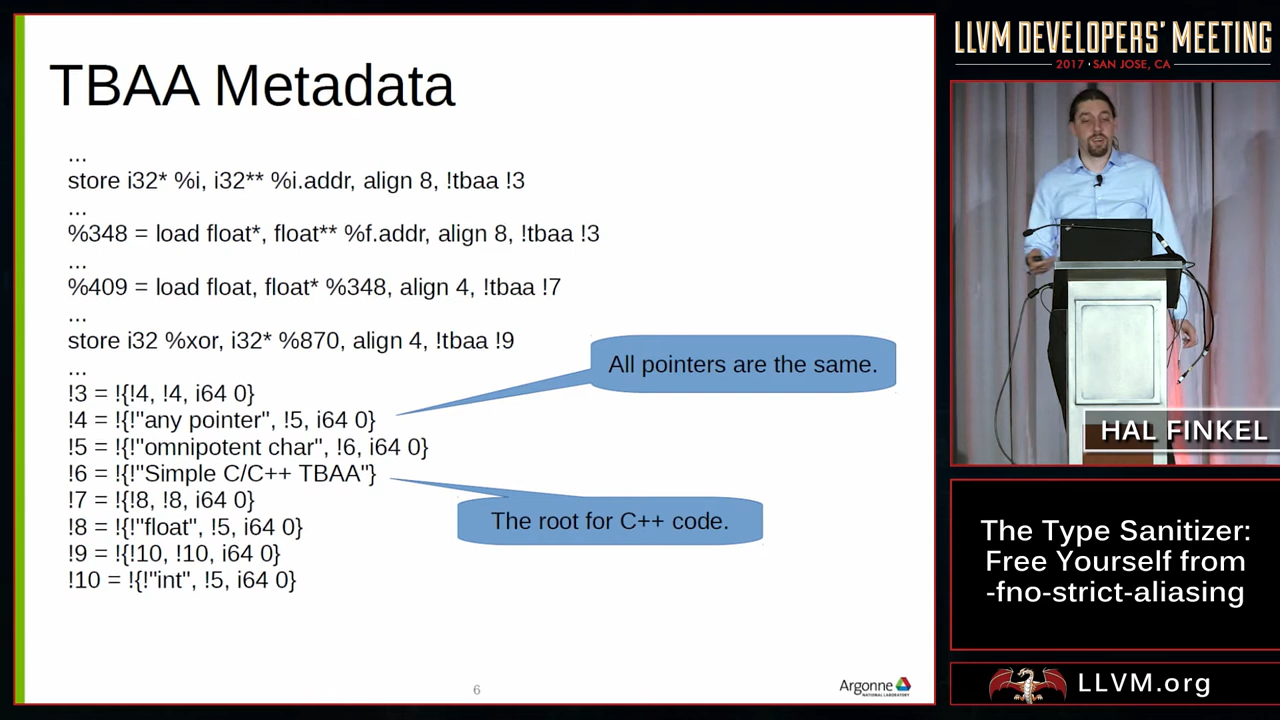 TBAA Metadata
...
store i32* %i, i32** %i.addr, align 8, !tbaa !3
...
%348 = load float*, float** %f.addr, align 8, !tbaa !3
...
%409 = load float, float* %348, align 4, !tbaa !7
...
store i32 %xor, i32* %870, align 4, !tbaa !9
...
!3 = !{!4, !4, i64 0}
!4 = !{!"any pointer", !5, i64 0}
!5 = !{!"omnipotent char", !6, i64 0}
!6 = !{!"Simple C/C++ TBAA"}
!7 = !{!8, !8, i64 0}
!8 = !{!"float", !5, i64 0}
!9 = !{!10, !10, i64 0}
!10 = !{!"int", !5, i64 0}
All pointers are the same.
The root for C++ code.
6
Argonne
NATIONAL LABORATORY
LLVM DEVELOPERS' MEETING
2017 · SAN JOSE, CA
HAL FINKEL
The Type Sanitizer:
Free Yourself from
-fno-strict-aliasing
LLVM.org